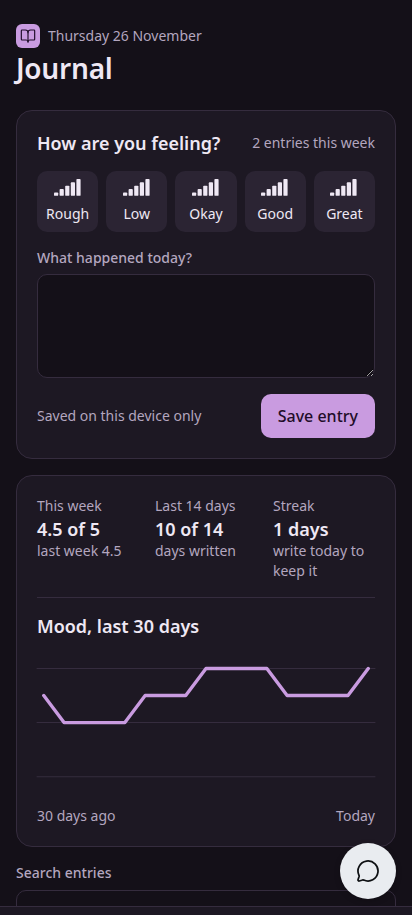 Thursday 26 November
Journal
How are you feeling?
2 entries this week
Rough
Low
Okay
Good
Great
What happened today?
Saved on this device only
Save entry
This week
4.5 of 5
last week 4.5
Last 14 days
10 of 14
days written
Streak
1 days
write today to
keep it
Mood, last 30 days
30 days ago
Today
Search entries